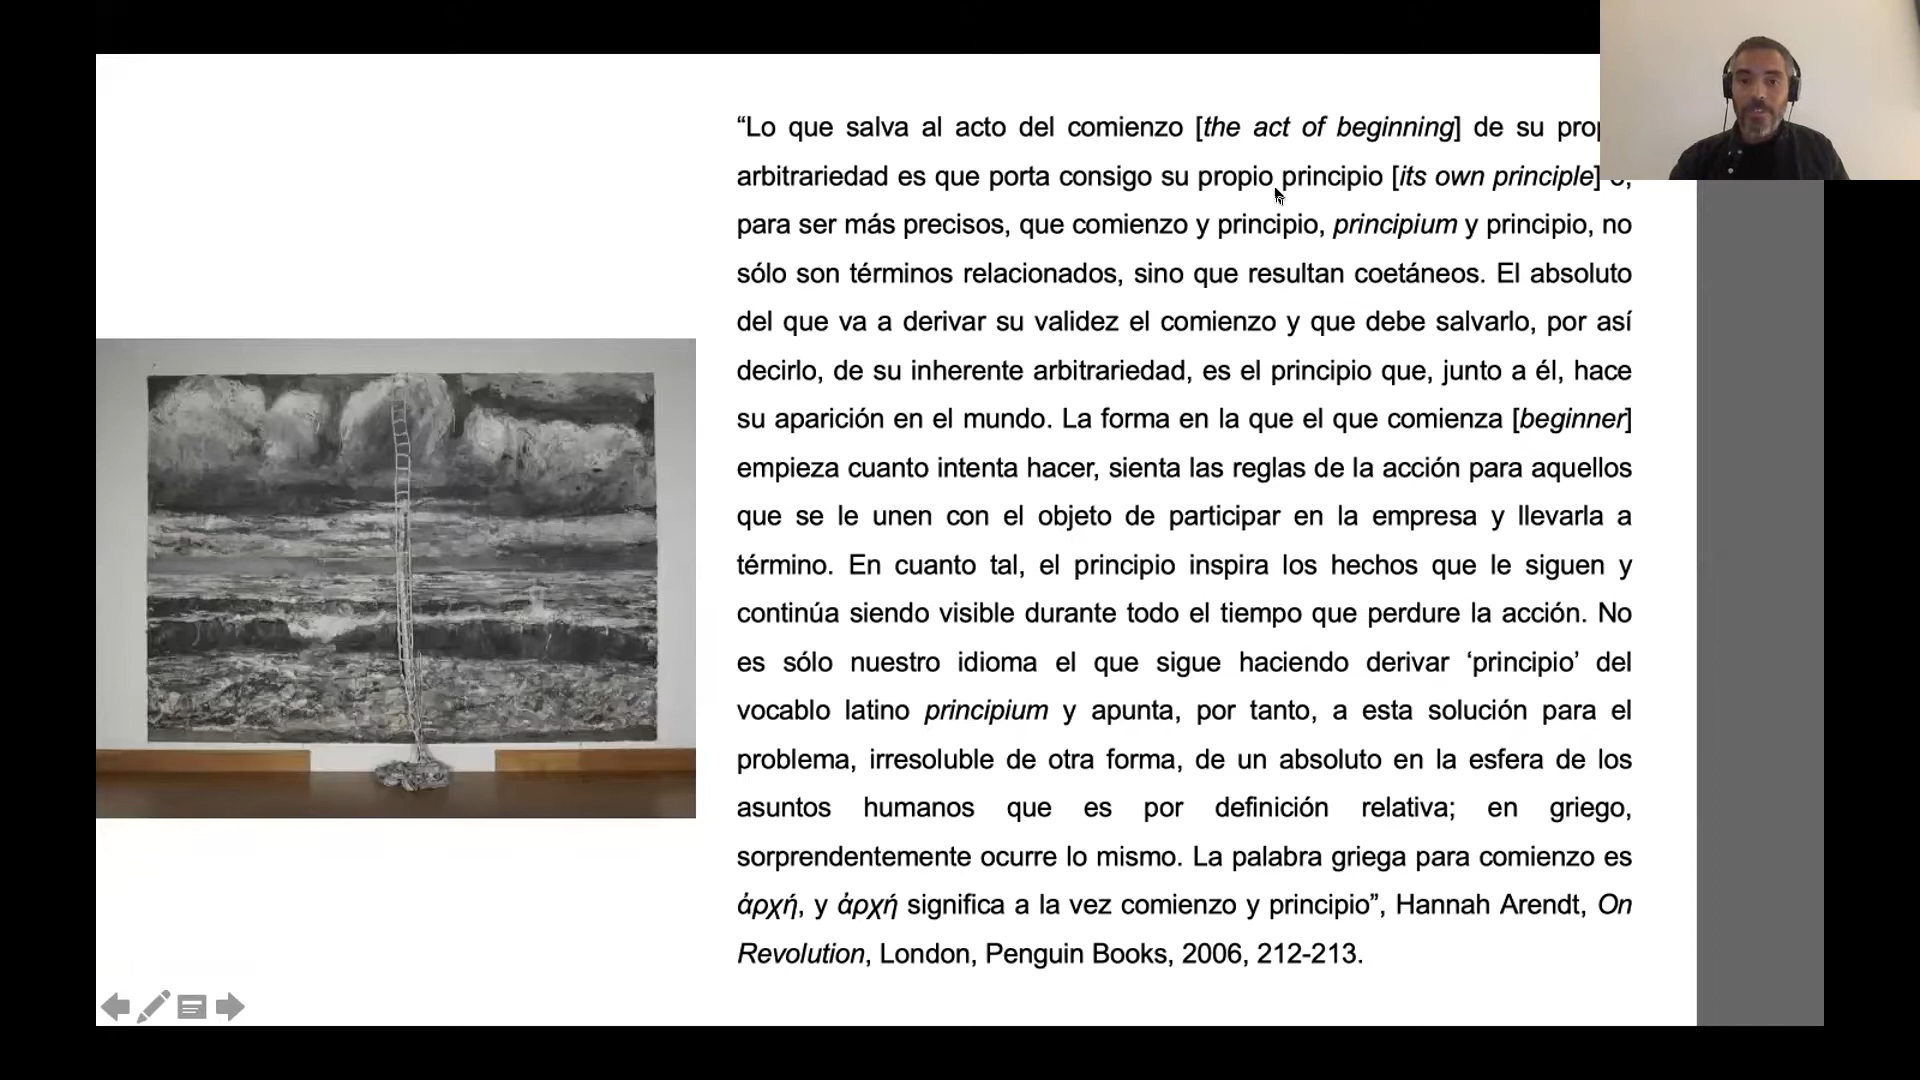 “Lo que salva al acto del comienzo [the act of beginning] de su
arbitrariedad es que porta consigo su propio principio [its own principle]
para ser más precisos, que comienzo y principio, principium y principio, no
sólo son términos relacionados, sino que resultan coetáneos. El absoluto
del que va a derivar su validez el comienzo y que debe salvarlo, por así
decirlo, de su inherente arbitrariedad, es el principio que, junto a él, hace
su aparición en el mundo. La forma en la que el que comienza [beginner]
empieza cuanto intenta hacer, sienta las reglas de la acción para aquellos
que se le unen con el objeto de participar en la empresa y llevarla a
término. En cuanto tal, el principio inspira los hechos que le siguen y
continúa siendo visible durante todo el tiempo que perdure la acción. No
es sólo nuestro idioma el que sigue haciendo derivar ‘principio’ del
vocablo latino principium y apunta, por tanto, a esta solución para el
problema, irresoluble de otra forma, de un absoluto en la esfera de los
asuntos humanos que es por definición relativa; en griego,
sorprendentemente ocurre lo mismo. La palabra griega para comienzo es
ἀρχή, y ἀρχή significa a la vez comienzo y principio”, Hannah Arendt, On
Revolution, London, Penguin Books, 2006, 212-213.